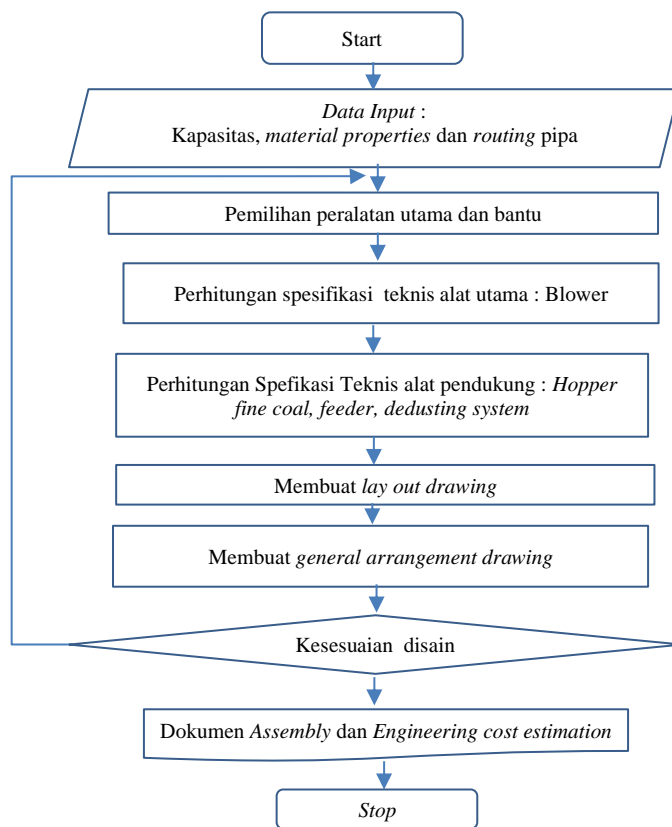 Start
Data Input :
Kapasitas, material properties dan routing pipa
Pemilihan peralatan utama dan bantu
Perhitungan spesifikasi teknis alat utama : Blower
Perhitungan Spefikasi Teknis alat pendukung : Hopper
fine coal, feeder, dedusting system
Membuat lay out drawing
Membuat general arrangement drawing
Kesesuaian disain
Dokumen Assembly dan Engineering cost estimation
Stop